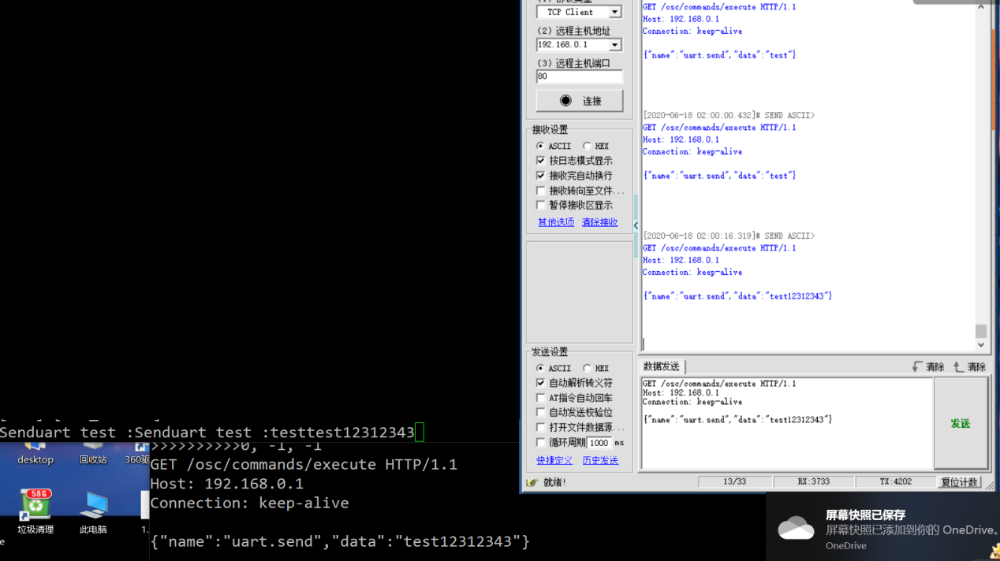 TCP Client
(2) 远程主机地址
192.168.0.1
(3) 远程主机端口
80
连接
接收设置
ASCII HEX
按日志模式显示
接收完自动换行
接收转向至文件...
暂停接收区显示
其他选项 清除接收
发送设置
ASCII HEX
自动解析转义符
AT指令自动回车
自动发送校验位
打开文件数据源...
循环周期 1000 ms
快捷定义 历史发送
GET /osc/commands/execute HTTP/1.1
Host: 192.168.0.1
Connection: keep-alive
{"name":"uart.send","data":"test"}
[2020-06-18 02:00:00.432]# SEND ASCII>
GET /osc/commands/execute HTTP/1.1
Host: 192.168.0.1
Connection: keep-alive
{"name":"uart.send","data":"test"}
[2020-06-18 02:00:16.319]# SEND ASCII>
GET /osc/commands/execute HTTP/1.1
Host: 192.168.0.1
Connection: keep-alive
{"name":"uart.send","data":"test12312343"}
数据发送 清除 清除
GET /osc/commands/execute HTTP/1.1
Host: 192.168.0.1
Connection: keep-alive
{"name":"uart.send","data":"test12312343"}
发送
就绪! 13/33 RX:3733 TX:4202 复位计数
Senduart test :Senduart test :testtest12312343
>>>>>>>>>>0, -1, -1
GET /osc/commands/execute HTTP/1.1
Host: 192.168.0.1
Connection: keep-alive
{"name":"uart.send","data":"test12312343"}
desktop 回收站 360驱
586
垃圾清理 此电脑 1.
e
屏幕快照已保存
屏幕快照已添加到你的 OneDrive。
OneDrive